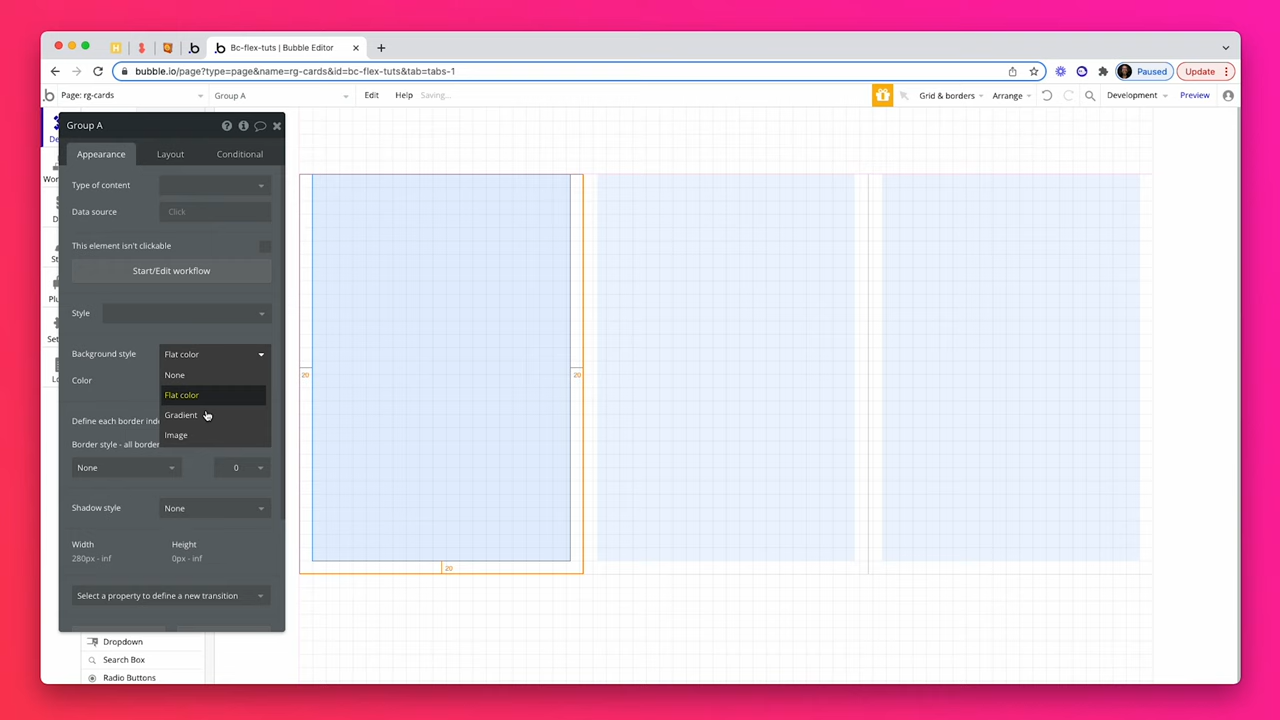 Bc-flex-tuts | Bubble Editor
bubble.io/page?type=page&name=rg-cards&id=bc-flex-tuts&tab=tabs-1
Paused
Update
Page: rg-cards
Group A
Edit
Help
Saving...
Grid & borders
Arrange
Development
Preview
Group A
Appearance
Layout
Conditional
Type of content
Data source
Click
This element isn't clickable
Start/Edit workflow
Style
Background style
Flat color
None
Color
Flat color
Gradient
Image
Define each border
Border style - all border
None
0
Shadow style
None
Width
Height
280px - inf
0px - inf
Select a property to define a new transition
20
20
20
Dropdown
Search Box
Radio Buttons